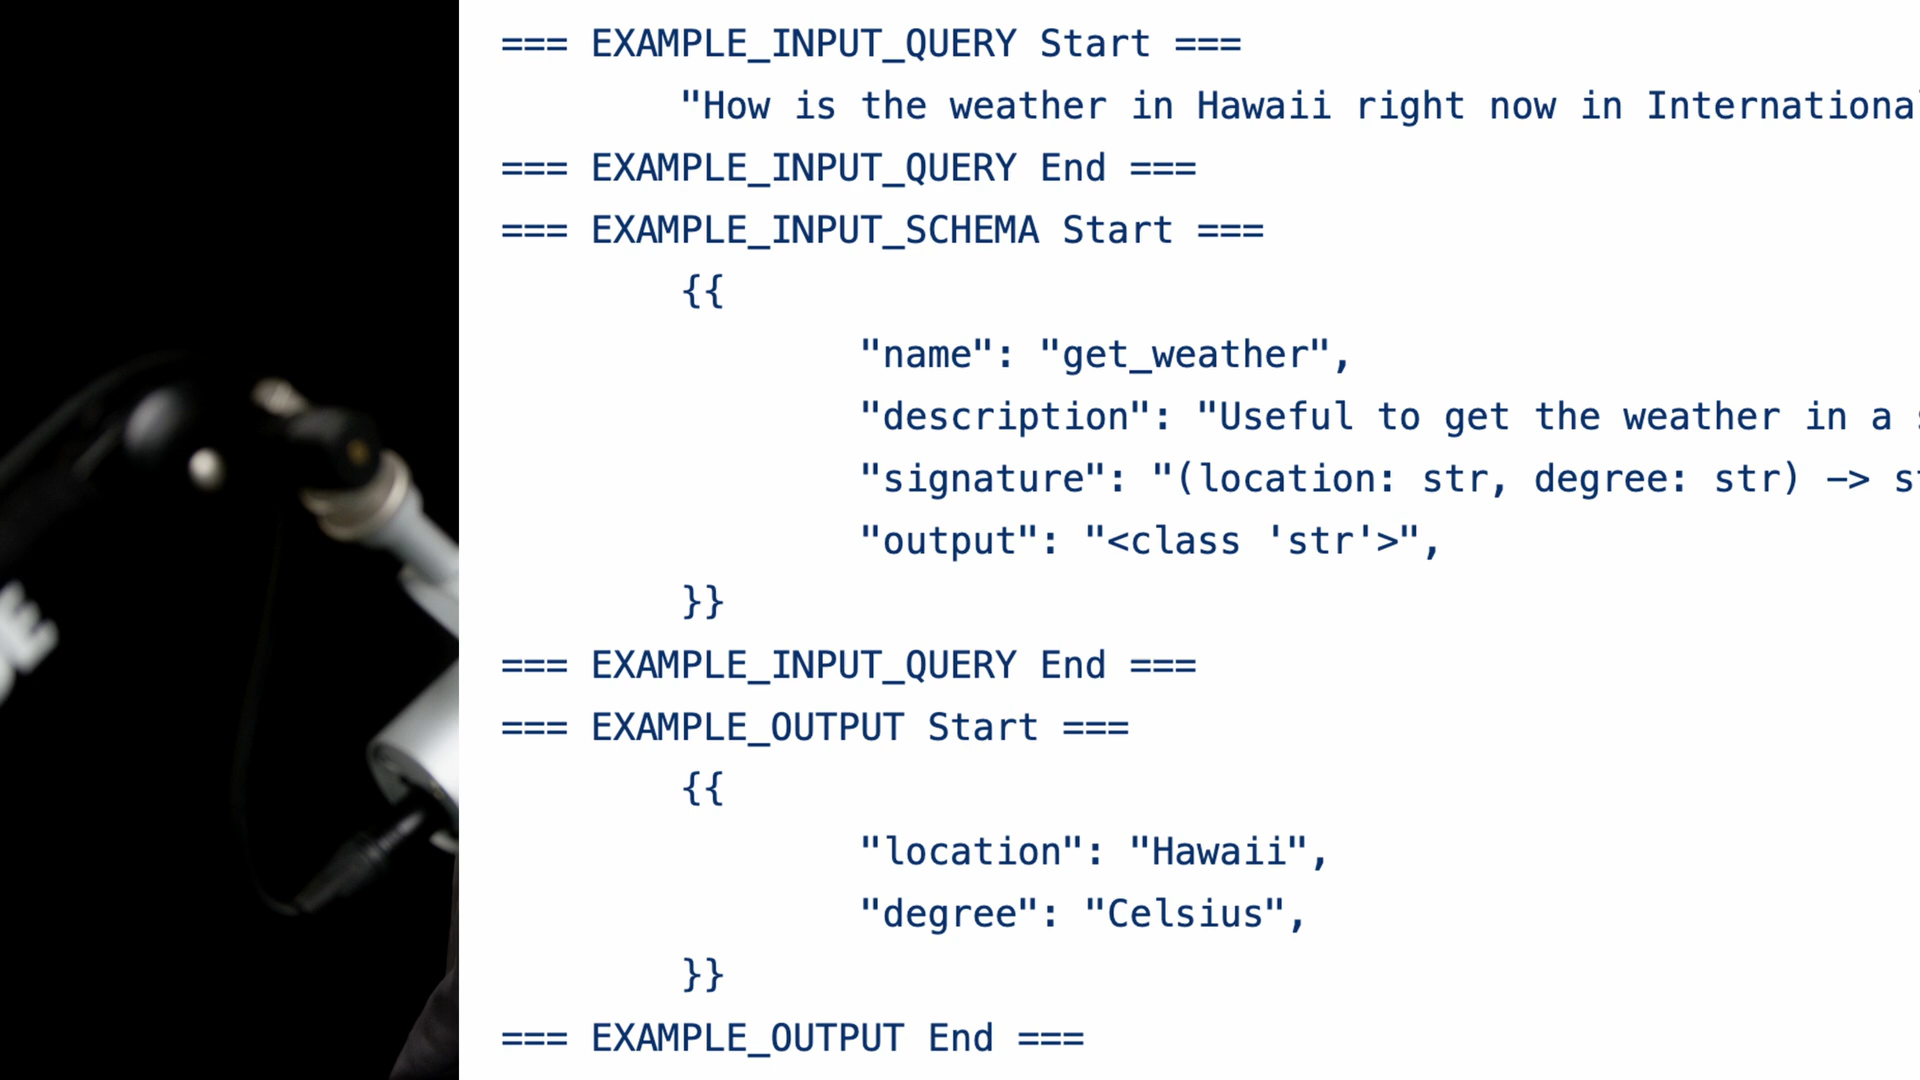 === EXAMPLE_INPUT_QUERY Start ===
"How is the weather in Hawaii right now in
=== EXAMPLE_INPUT_QUERY End ===
=== EXAMPLE_INPUT_SCHEMA Start ===
{{
"name": "get_weather",
"description": "Useful to get the weather in a
"signature": "(location: str, degree: str) ->
"output": "<class 'str'>",
}}
=== EXAMPLE_INPUT_QUERY End ===
=== EXAMPLE_OUTPUT Start ===
{{
"location": "Hawaii",
"degree": "Celsius",
}}
=== EXAMPLE_OUTPUT End ===